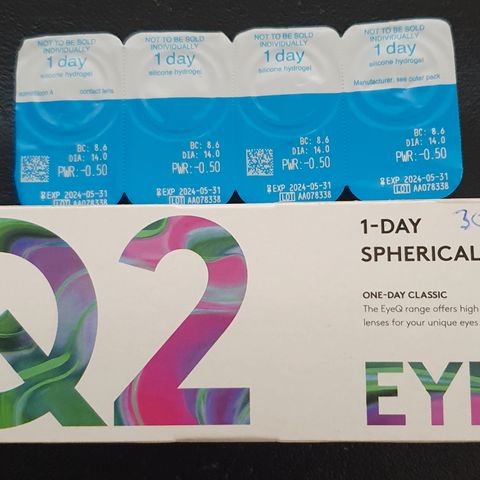 NOT TO BE SOLD
INDIVIDUALLY
1 day
silicone hydrogel
somofilcon A contact lens
BC: 8.6
DIA: 14.0
PWR: -0.50
EXP 2024-05-31
LOT AA078338
NOT TO BE SOLD
INDIVIDUALLY
1 day
silicone hydrogel
BC: 8.6
DIA: 14.0
PWR: -0.50
EXP 2024-05-31
LOT AA078338
NOT TO BE SOLD
INDIVIDUALLY
1 day
silicone hydrogel
BC: 8.6
DIA: 14.0
PWR: -0.50
EXP 2024-05-31
LOT AA078338
NOT TO BE SOLD
INDIVIDUALLY
1 day
silicone hydrogel
Manufacturer: see outer pack
BC: 8.6
DIA: 14.0
PWR: -0.50
EXP 2024-05-31
LOT AA078338
Q2
1-DAY
SPHERICAL
ONE-DAY CLASSIC
The EyeQ range offers high
lenses for your unique eyes
EYE